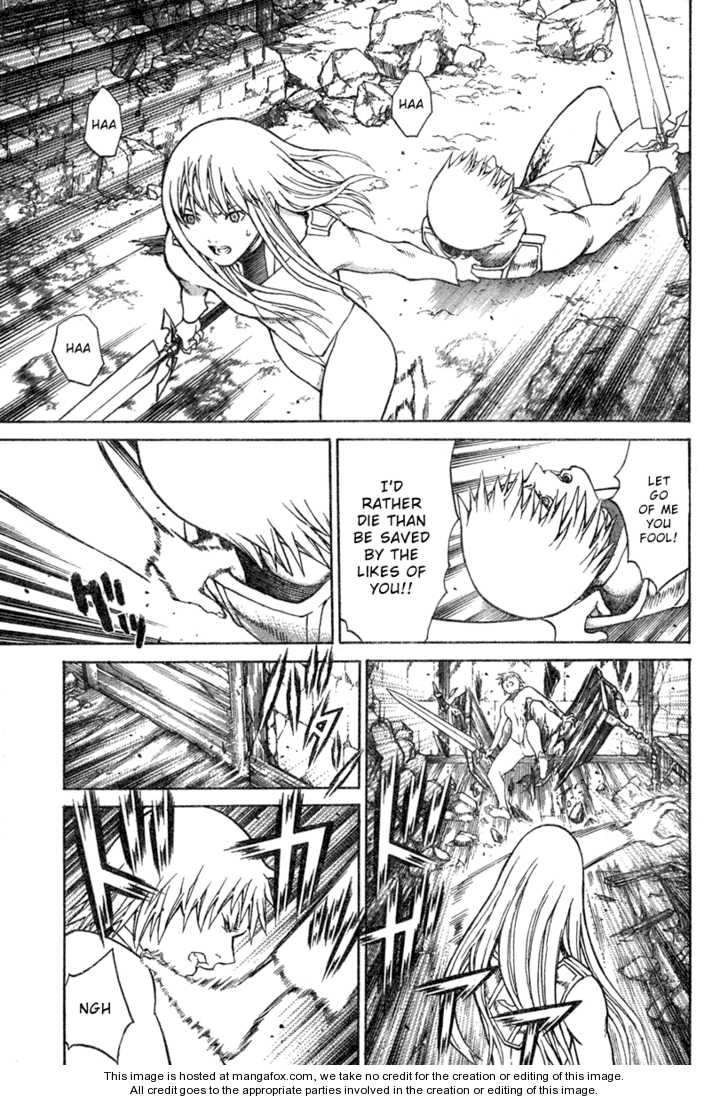 HAA
HAA
HAA
LET
GO
OF ME
YOU
FOOL!
I'D
RATHER
DIE THAN
BE SAVED
BY THE
LIKES OF
YOU!!
NGH
This image is hosted at mangafox.com, we take no credit for the creation or editing of this image.
All credit goes to the appropriate parties involved in the creation or editing of this image.